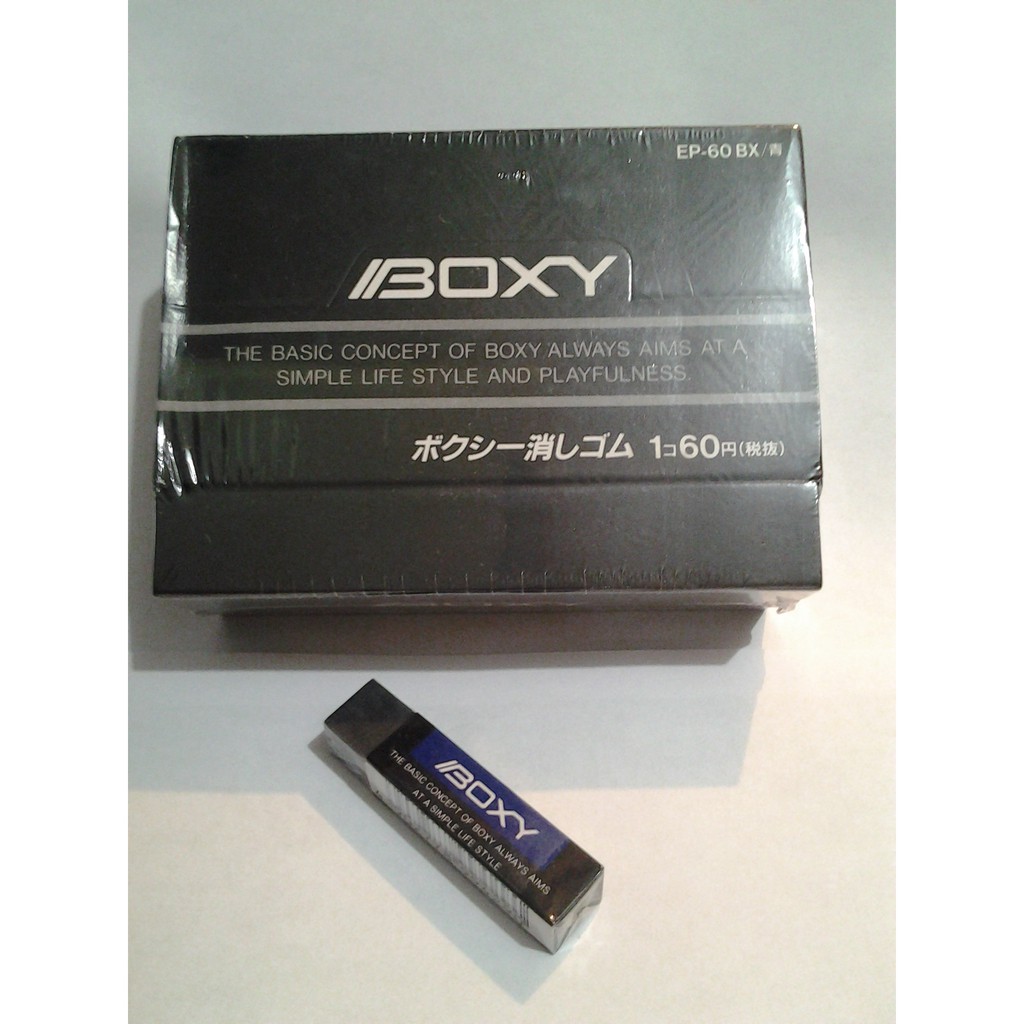 EP-60 BX/青
BOXY
THE BASIC CONCEPT OF BOXY ALWAYS AIMS AT A
SIMPLE LIFE STYLE AND PLAYFULNESS.
ボクシー消しゴム 1コ60円(税抜)
BOXY
THE BASIC CONCEPT OF BOXY ALWAYS AIMS
AT A SIMPLE LIFE STYLE